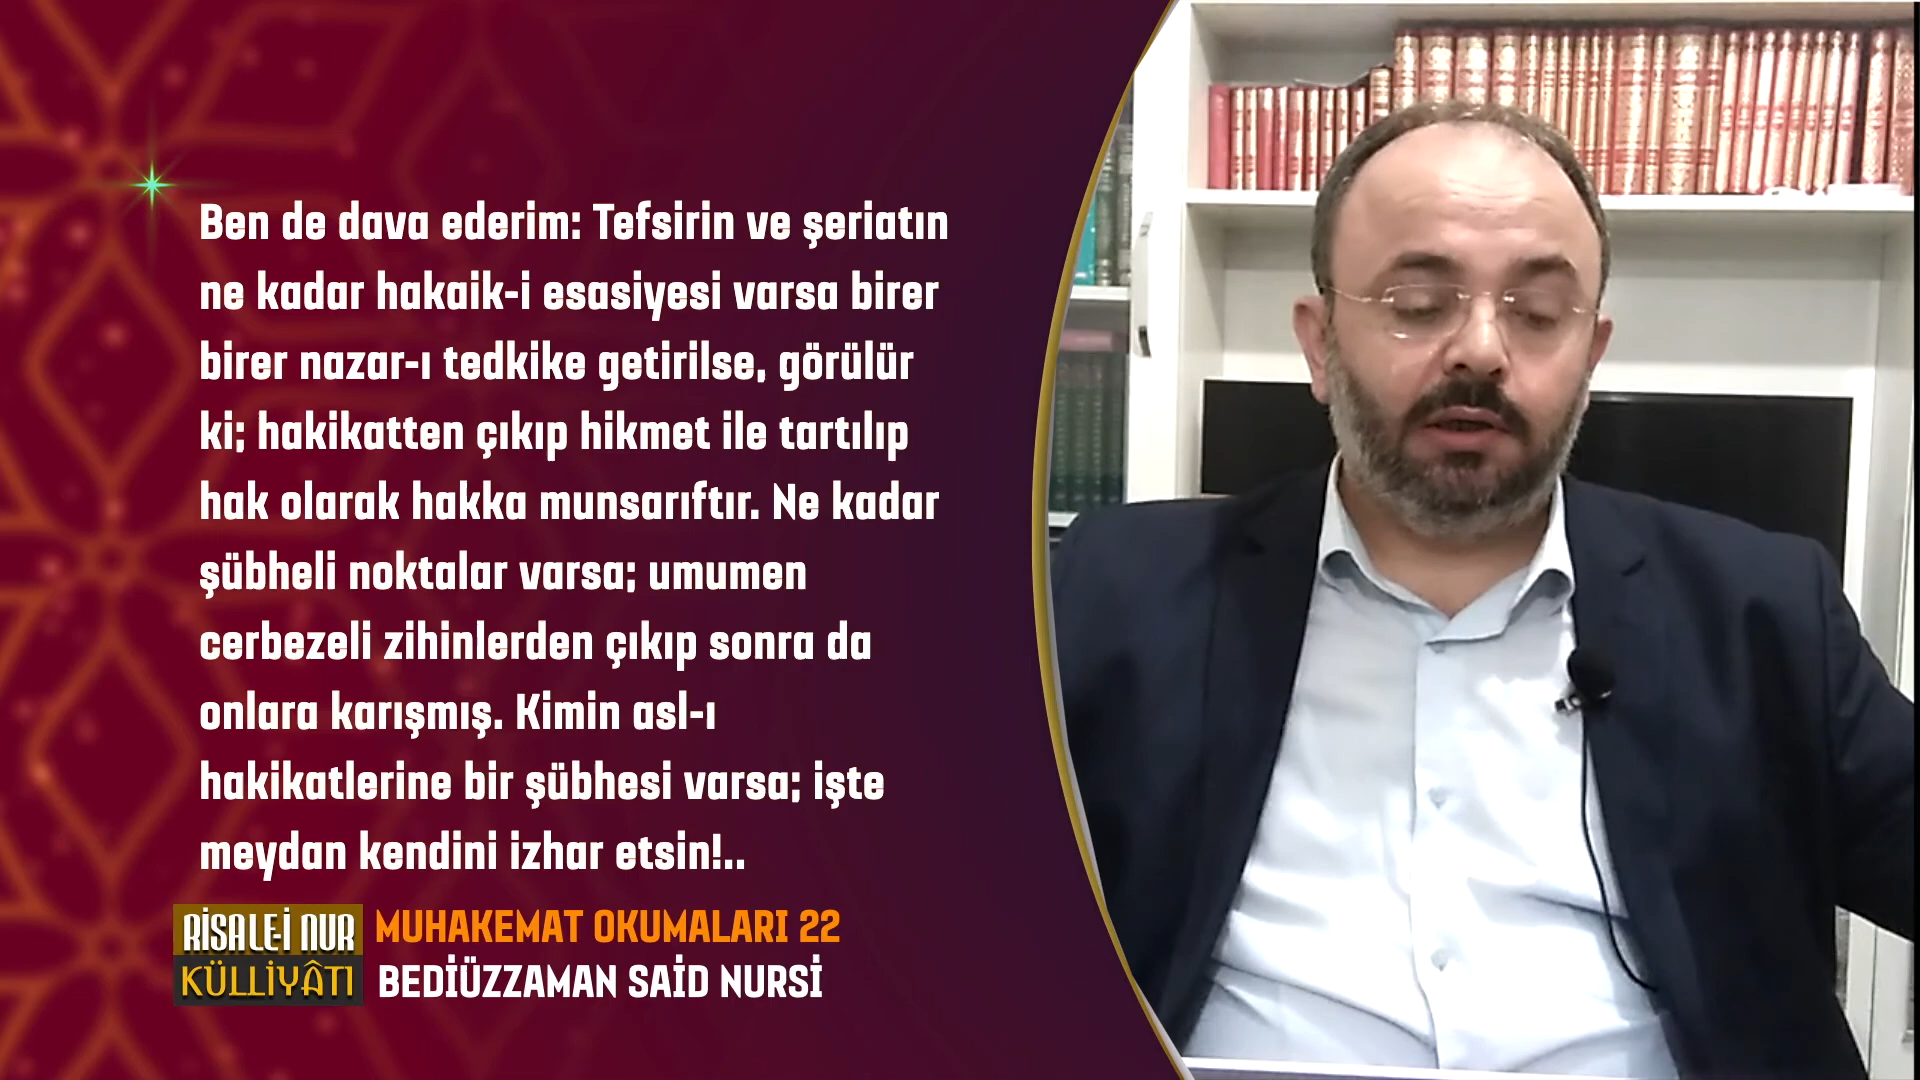 Ben de dava ederim: Tefsirin ve şeriatın
ne kadar hakaik-i esasiyesi varsa birer
birer nazar-ı tedkike getirilse, görülür
ki; hakikatten çıkıp hikmet ile tartılıp
hak olarak hakka munsarıftır. Ne kadar
şübheli noktalar varsa; umumen
cerbezeli zihinlerden çıkıp sonra da
onlara karışmış. Kimin asl-ı
hakikatlerine bir şübhesi varsa; işte
meydan kendini izhar etsin!..
RİSALE-İ NUR
KÜLLİYÂTI
MUHAKEMAT OKUMALARI 22
BEDİÜZZAMAN SAİD NURSİ